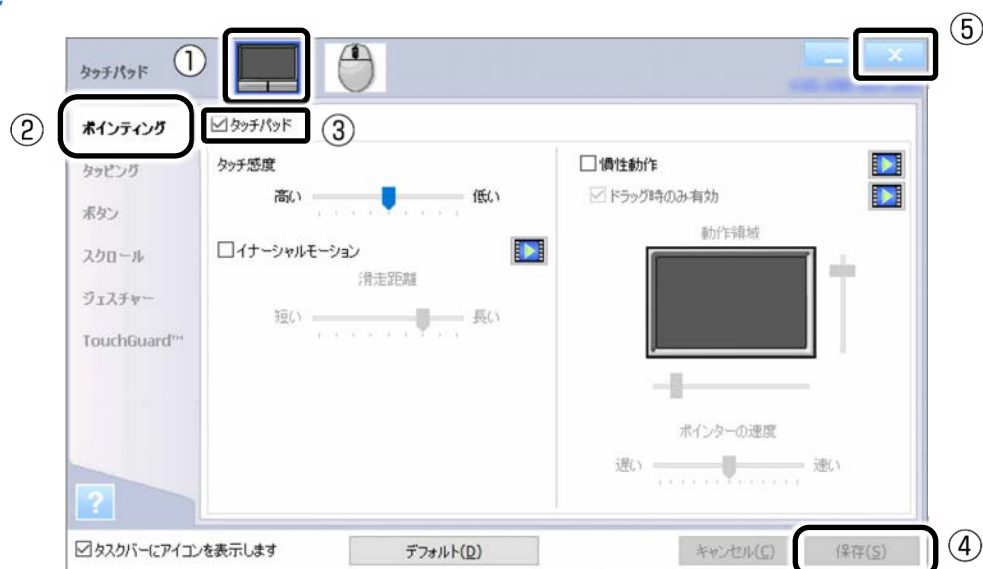 ⑤
タッチパッド ①
② ポインティング ☑タッチパッド ③
タッピング
ボタン
スクロール
ジェスチャー
TouchGuard™
タッチ感度
高い 低い
□イナーシャルモーション
滑走距離
短い 長い
□慣性動作
☑ドラッグ時のみ有効
動作領域
ポインターの速度
遅い 速い
?
☑タスクバーにアイコンを表示します デフォルト(D) キャンセル(C) 保存(S) ④